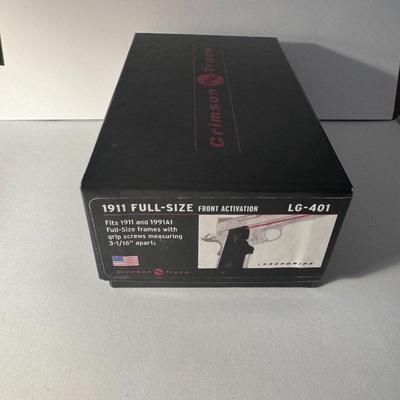 Crimson Trace
1911 FULL-SIZE FRONT ACTIVATION LG-401
Fits 1911 and 1991A1
Full-Size frames with
grip screws measuring
3-1/16" apart.
LASERGRIPS
Crimson Trace